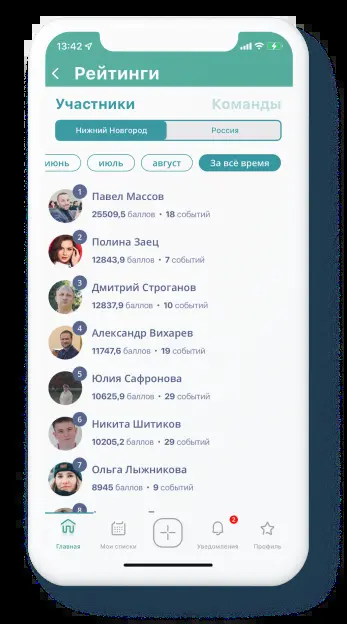 13:42
Рейтинги
Участники Команды
Нижний Новгород Россия
июнь июль август За всё время
1
Павел Массов
25509,5 баллов • 18 событий
2
Полина Заец
12843,9 баллов • 7 событий
3
Дмитрий Строганов
12837,9 баллов • 10 событий
4
Александр Вихарев
11747,6 баллов • 19 событий
5
Юлия Сафронова
10625,9 баллов • 29 событий
6
Никита Шитиков
10205,2 баллов • 29 событий
7
Ольга Лыжникова
8945 баллов • 9 событий
8
2
Главная Мои списки Уведомления Профиль